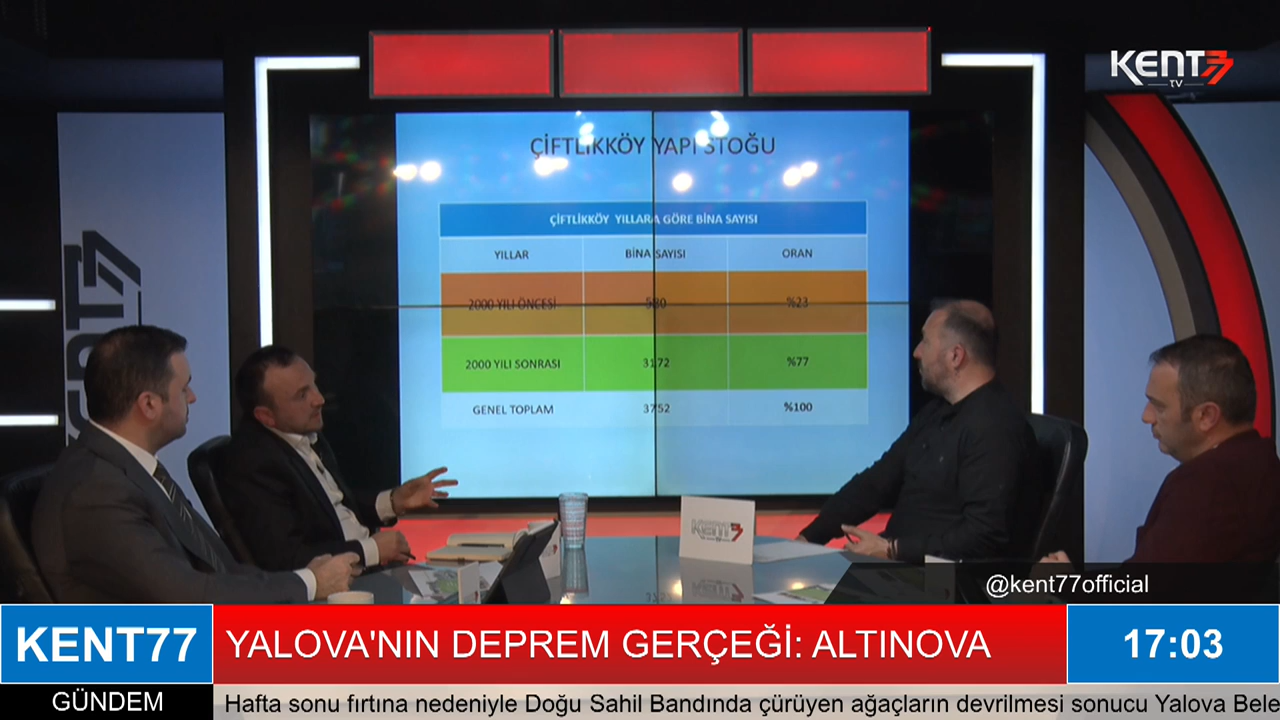 KENT77
TV
ÇİFTLİKKÖY YAPI STOĞU
ÇİFTLİKKÖY YILLARA GÖRE BİNA SAYISI
YILLAR BİNA SAYISI ORAN
2000 YILI ÖNCESİ 580 %23
2000 YILI SONRASI 3172 %77
GENEL TOPLAM 3752 %100
KENT77
@kent77official
KENT77 YALOVA'NIN DEPREM GERÇEĞİ: ALTINOVA 17:03
GÜNDEM Hafta sonu fırtına nedeniyle Doğu Sahil Bandında çürüyen ağaçların devrilmesi sonucu Yalova Bele